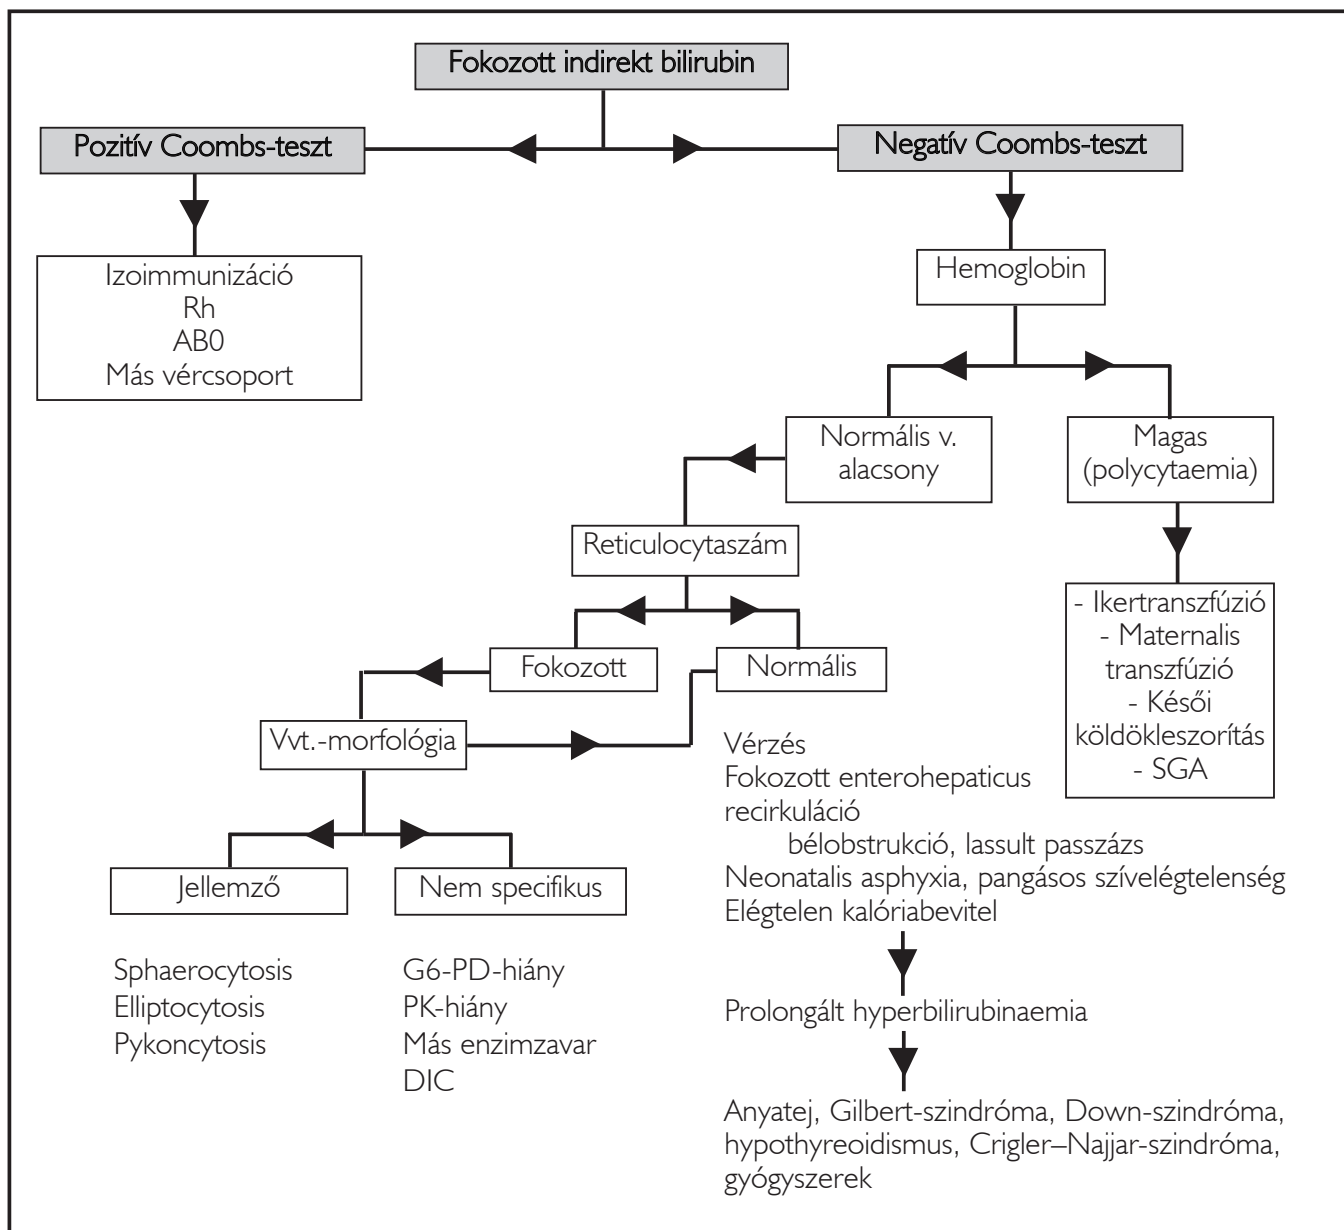 Fokozott indirekt bilirubin
Pozitív Coombs-teszt
Negatív Coombs-teszt
Izoimmunizáció
Rh
AB0
Más vércsoport
Hemoglobin
Normális v.
alacsony
Magas
(polycytaemia)
Reticulocytaszám
- Ikertranszfúzió
- Maternalis
transzfúzió
- Késői
köldökleszorítás
- SGA
Fokozott
Normális
Vvt.-morfológia
Vérzés
Fokozott enterohepaticus
recirkuláció
bélobstrukció, lassult passzázs
Neonatalis asphyxia, pangásos szívelégtelenség
Elégtelen kalóriabevitel
Jellemző
Nem specifikus
Sphaerocytosis
Elliptocytosis
Pykoncytosis
G6-PD-hiány
PK-hiány
Más enzimzavar
DIC
Prolongált hyperbilirubinaemia
Anyatej, Gilbert-szindróma, Down-szindróma,
hypothyreoidismus, Crigler–Najjar-szindróma,
gyógyszerek